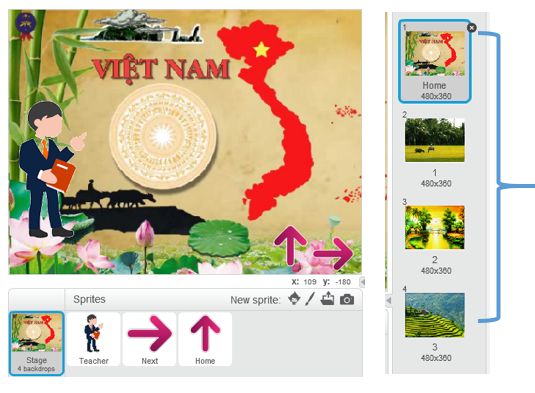 VIỆT NAM
x: 109 y: -180
Sprites
New sprite:
Stage
4 backdrops
Teacher
Next
Home
1
Home
480x360
2
1
480x360
3
2
480x360
4
3
480x360